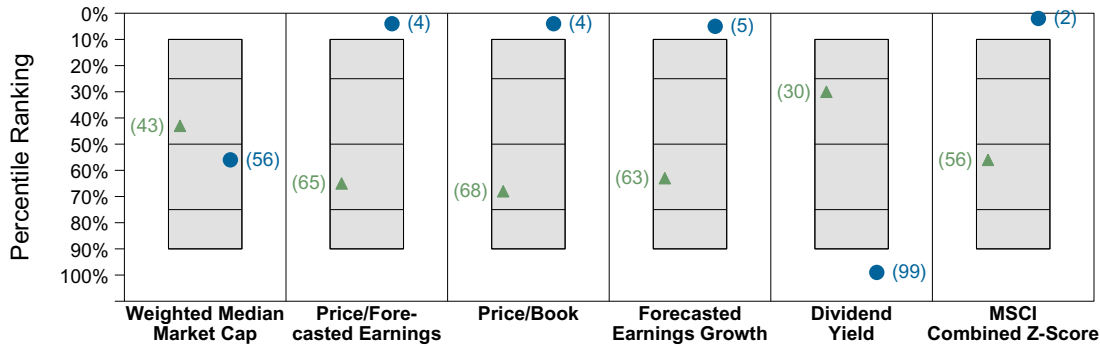 Percentile Ranking
0%
10%
20%
30%
40%
50%
60%
70%
80%
90%
100%
(43)
(56)
(65)
(4)
(68)
(4)
(63)
(5)
(30)
(99)
(56)
(2)
Weighted Median
Market Cap
Price/Fore-
casted Earnings
Price/Book
Forecasted
Earnings Growth
Dividend
Yield
MSCI
Combined Z-Score